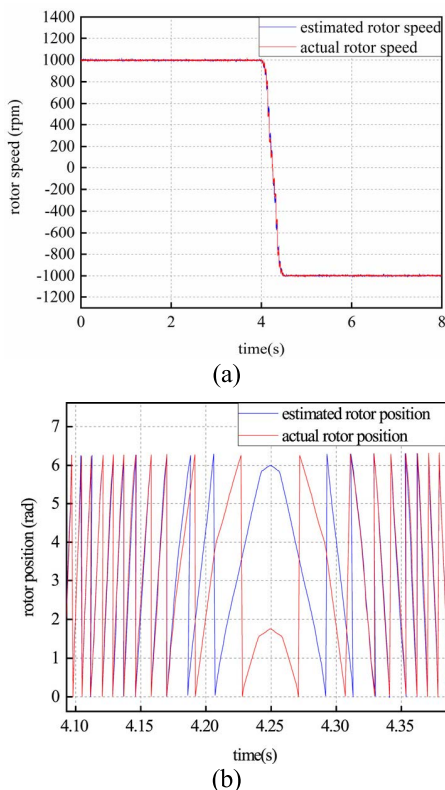 1400
1200
1000
800
600
400
200
0
-200
-400
-600
-800
-1000
-1200
rotor speed (rpm)
estimated rotor speed
actual rotor speed
0 2 4 6 8
time(s)
(a)
7
6
5
4
3
2
1
0
rotor position (rad)
estimated rotor position
actual rotor position
4.10 4.15 4.20 4.25 4.30 4.35
time(s)
(b)